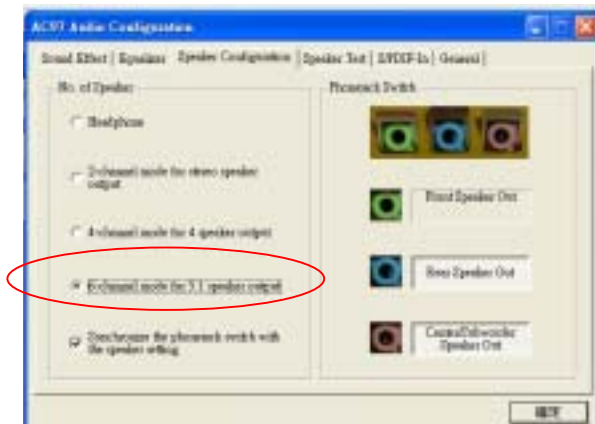 AC97 Audio Configuration
Sound Effect | Equalizer | Speaker Configuration | Speaker Test | S/PDIF-In | General |
No. of Speaker
Headphone
2-channel mode for stereo speaker
output
4-channel mode for 4 speaker output
6-channel mode for 5.1 speaker output
Synchronize the phonejack switch with
the speaker setting
Phonejack Switch
Front Speaker Out
Rear Speaker Out
Center/Subwoofer
Speaker Out